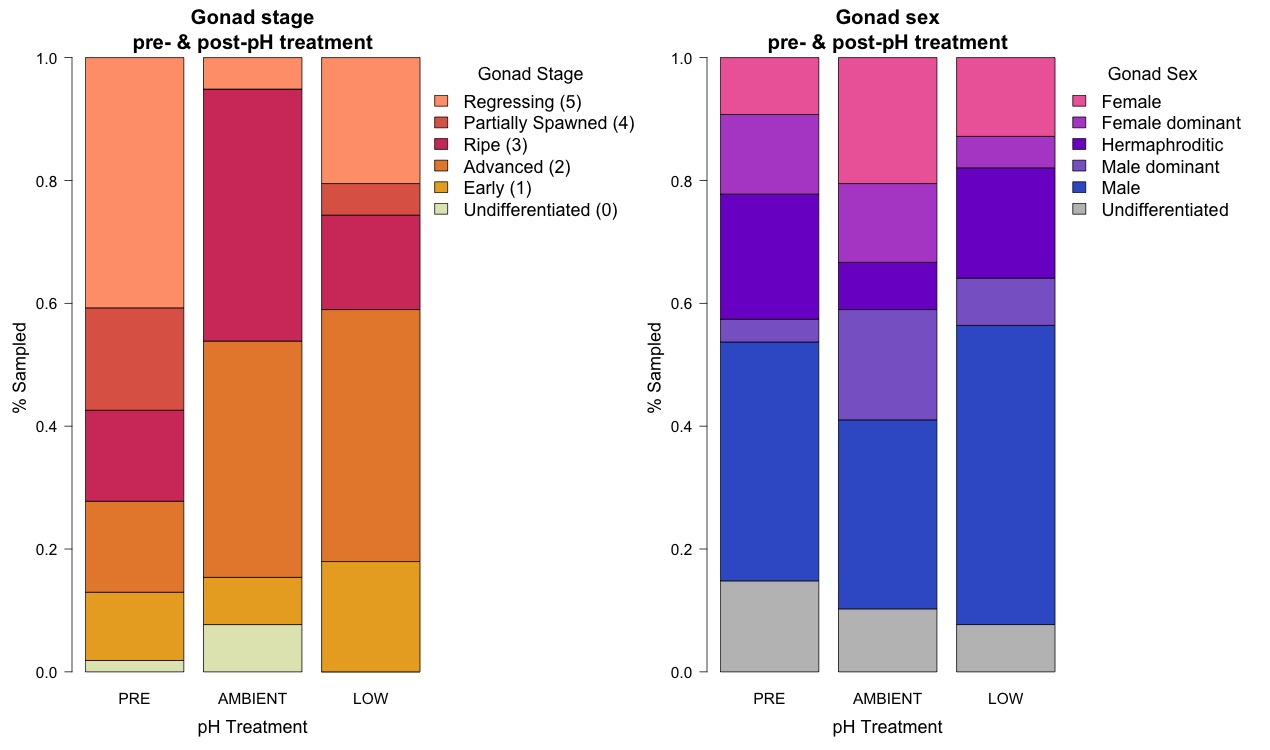 Gonad stage
pre- & post-pH treatment
1.0
0.8
0.6
0.4
0.2
0.0
% Sampled
PRE
AMBIENT
LOW
pH Treatment
Gonad Stage
Regressing (5)
Partially Spawned (4)
Ripe (3)
Advanced (2)
Early (1)
Undifferentiated (0)
Gonad sex
pre- & post-pH treatment
1.0
0.8
0.6
0.4
0.2
0.0
% Sampled
PRE
AMBIENT
LOW
pH Treatment
Gonad Sex
Female
Female dominant
Hermaphroditic
Male dominant
Male
Undifferentiated